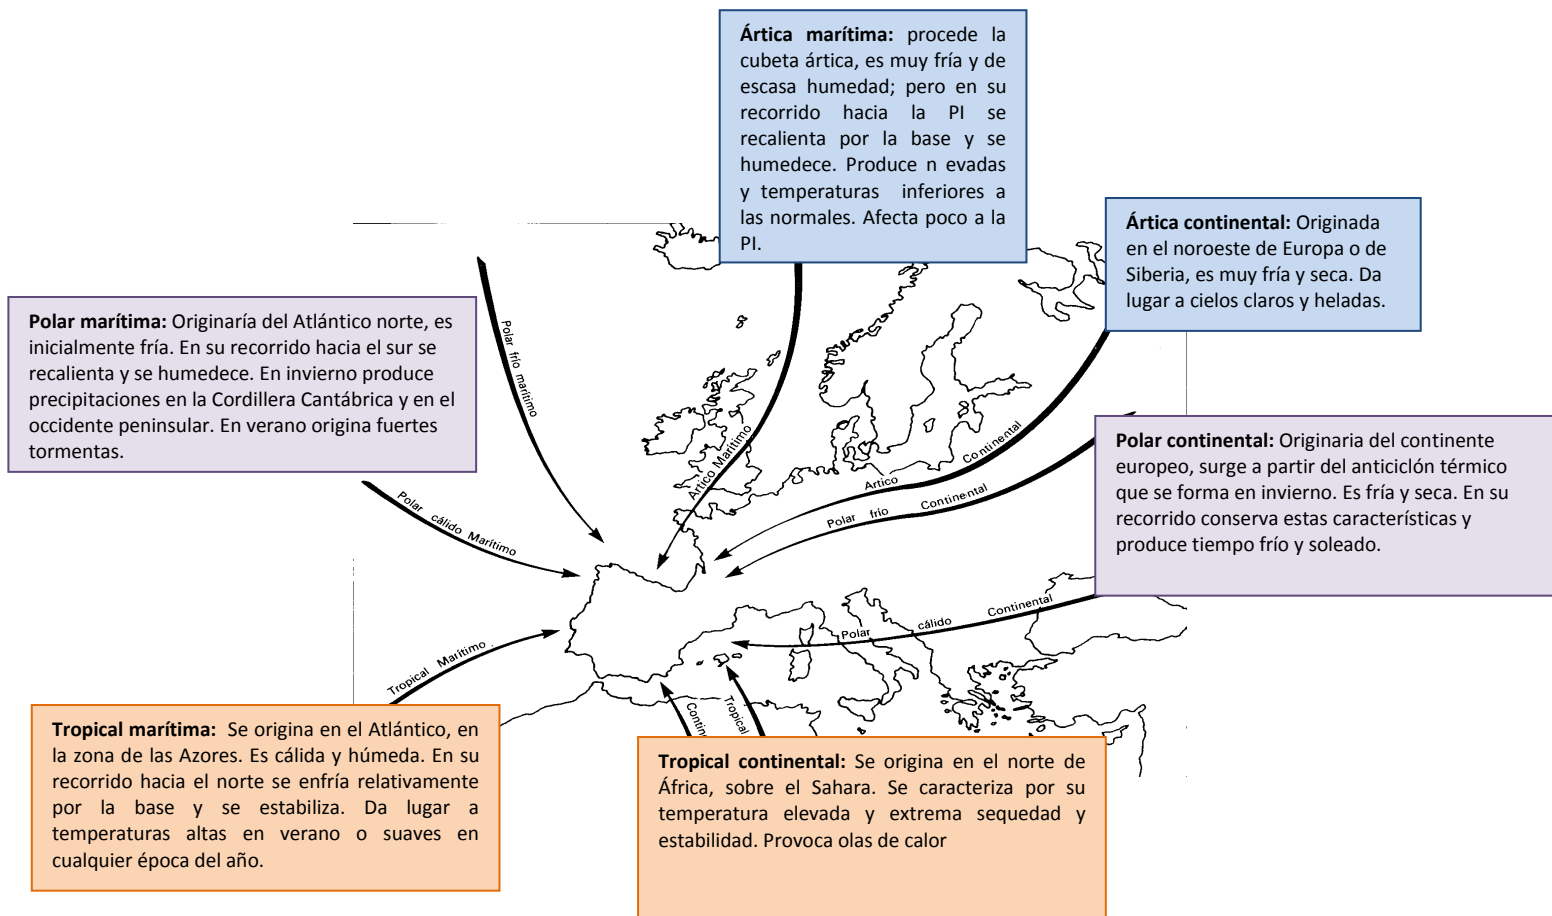 Ártica marítima: procede la
cubeta ártica, es muy fría y de
escasa humedad; pero en su
recorrido hacia la PI se
recalienta por la base y se
humedece. Produce n evadas
y temperaturas inferiores a
las normales. Afecta poco a la
PI.
Ártica continental: Originada
en el noroeste de Europa o de
Siberia, es muy fría y seca. Da
lugar a cielos claros y heladas.
Polar marítima: Originaría del Atlántico norte, es
inicialmente fría. En su recorrido hacia el sur se
recalienta y se humedece. En invierno produce
precipitaciones en la Cordillera Cantábrica y en el
occidente peninsular. En verano origina fuertes
tormentas.
Polar frío marítimo
Polar continental: Originaria del continente
europeo, surge a partir del anticiclón térmico
que se forma en invierno. Es fría y seca. En su
recorrido conserva estas características y
produce tiempo frío y soleado.
Artico Marítimo
Artico Continental
Polar frío Continental
Polar cálido Marítimo
Polar cálido Continental
Tropical Marítimo
Tropical
Contin
Tropical marítima: Se origina en el Atlántico, en
la zona de las Azores. Es cálida y húmeda. En su
recorrido hacia el norte se enfría relativamente
por la base y se estabiliza. Da lugar a
temperaturas altas en verano o suaves en
cualquier época del año.
Tropical continental: Se origina en el norte de
África, sobre el Sahara. Se caracteriza por su
temperatura elevada y extrema sequedad y
estabilidad. Provoca olas de calor